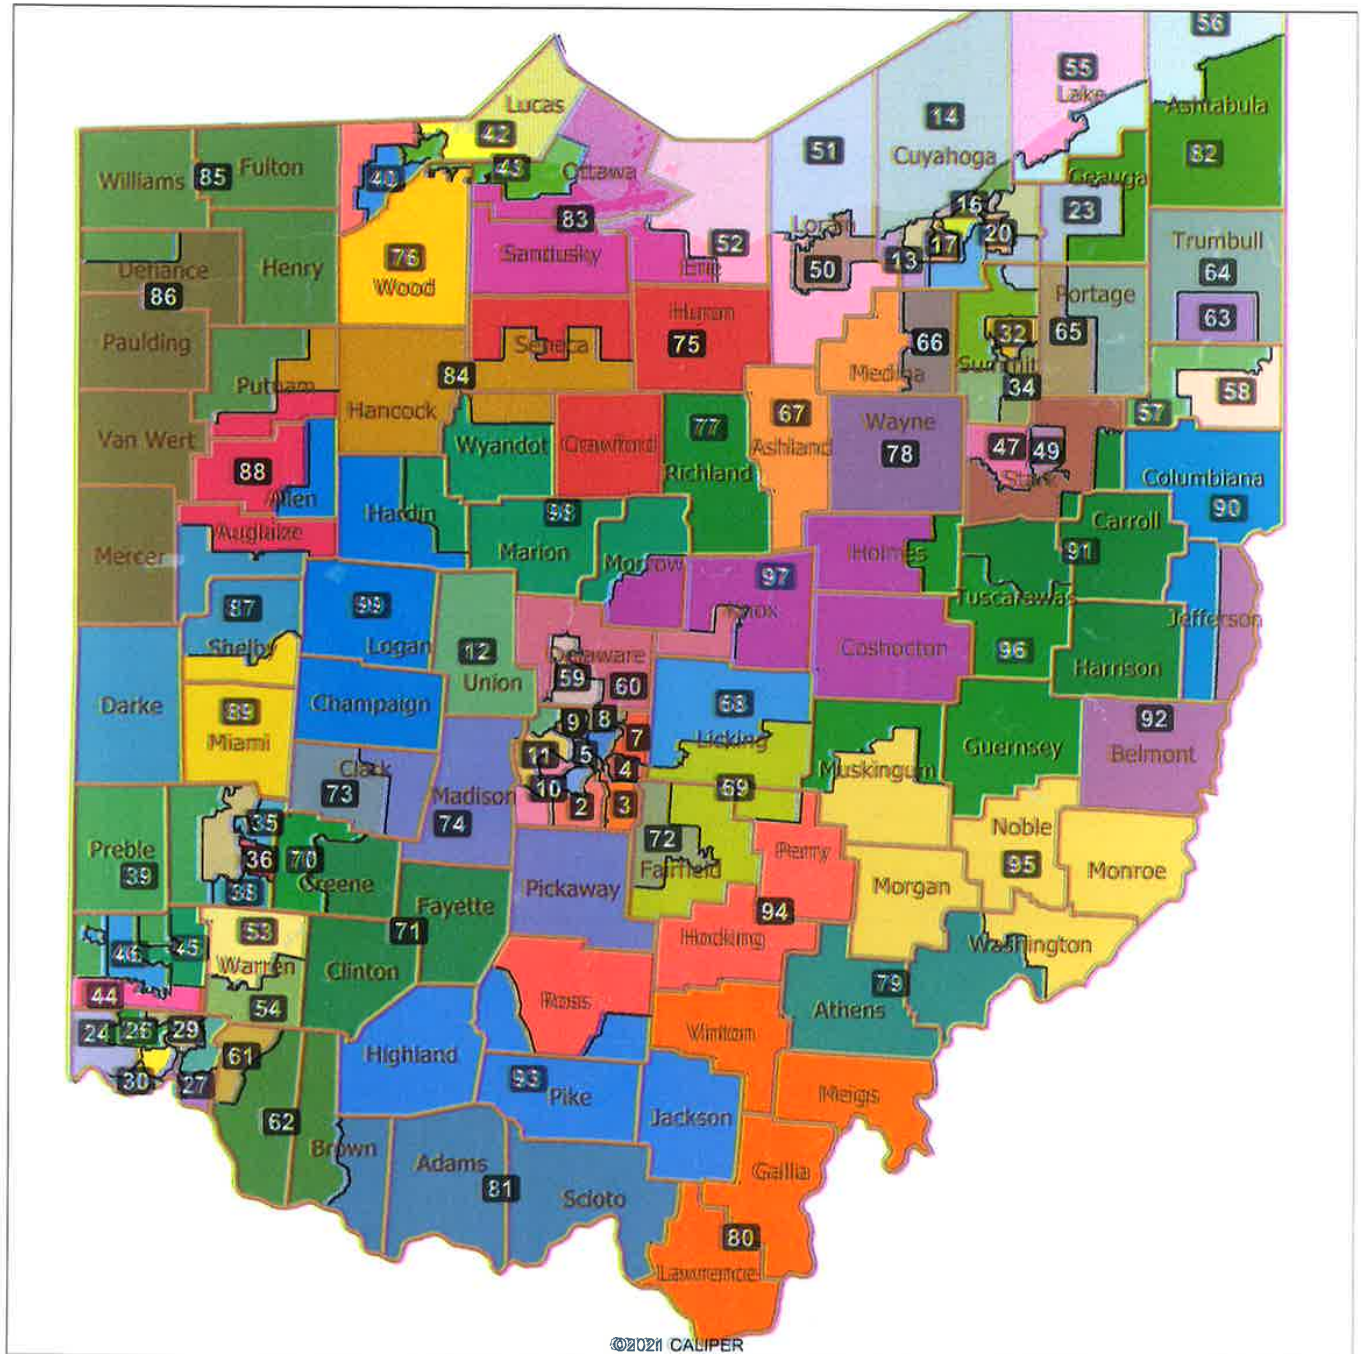 56
55
Lake
Lucas
42
14
51
Cuyahoga
Ashtabula
82
Williams
85
Fulton
40
43
Ottawa
Geauga
83
16
23
52
Lorain
17
20
Trumbull
76
Wood
Sandusky
Erie
50
13
64
Defiance
86
Henry
Portage
63
Paulding
Huron
75
66
32
65
Seneca
Summit
Putnam
84
Medina
34
58
Hancock
67
57
Van Wert
Wyandot
Crawford
77
Richland
Ashland
Wayne
78
47
49
Stark
88
Allen
Columbiana
90
Hardin
98
Carroll
Auglaize
Mercer
Marion
Morrow
Holmes
91
87
99
97
Knox
Tuscarawas
Jefferson
Shelby
Logan
12
Union
Delaware
Coshocton
96
Harrison
59
60
Darke
89
Miami
Champaign
68
92
9
8
7
Licking
Guernsey
Belmont
11
5
4
Muskingum
Clark
73
Madison
74
10
2
3
69
Noble
35
72
Perry
95
Monroe
Preble
39
36
70
Greene
Fairfield
Morgan
38
Pickaway
Fayette
94
71
53
Hocking
Washington
46
45
Warren
Clinton
44
54
Ross
79
Athens
24
26
29
Vinton
61
Highland
30
27
93
Pike
Meigs
62
Jackson
Brown
Adams
81
Scioto
Gallia
80
Lawrence
©2021 CALIPER